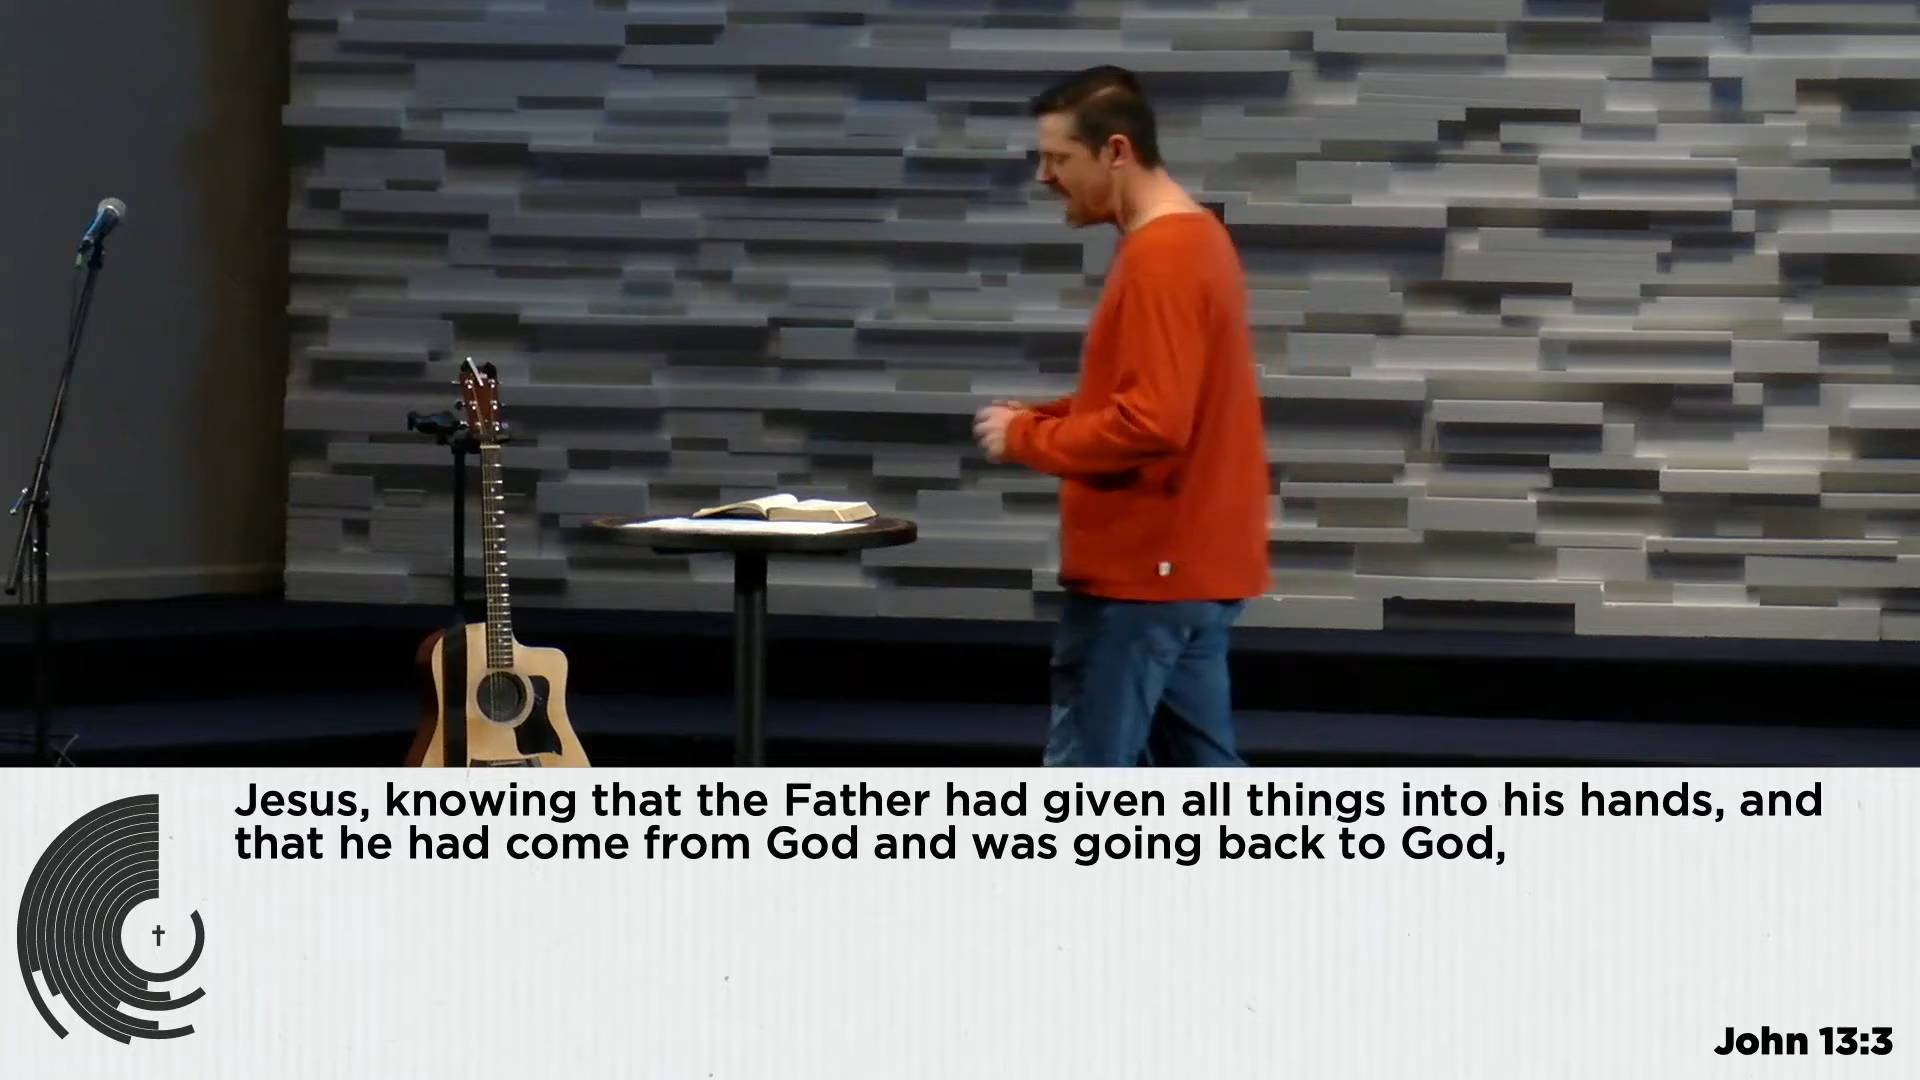 Jesus, knowing that the Father had given all things into his hands, and
that he had come from God and was going back to God,
John 13:3